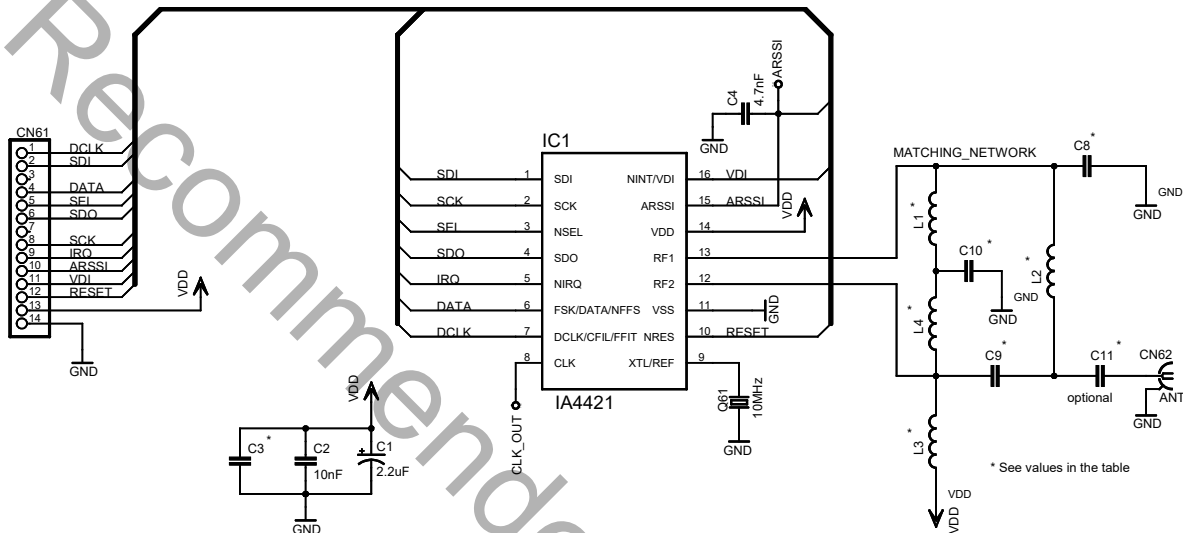 Recommende
CN61
1 DCLK
2 SDI
3
4 DATA
5 SEL
6 SDO
7
8 SCK
9 IRQ
10 ARSSI
11 VDI
12 RESET
13
14
VDD
GND
IC1
SDI 1 SDI
SCK 2 SCK
SEL 3 NSEL
SDO 4 SDO
IRQ 5 NIRQ
DATA 6 FSK/DATA/NFFS
DCLK 7 DCLK/CFIL/FFIT
8 CLK
NINT/VDI 16 VDI
ARSSI 15 ARSSI
VDD 14
RF1 13
RF2 12
VSS 11
NRES 10 RESET
XTL/REF 9
IA4421
CLK_OUT
C4
4.7nF
ARSSI
GND
VDD
GND
Q61
10MHz
GND
VDD
C3 *
C2
10nF
+ C1
2.2uF
GND
MATCHING_NETWORK
C8 *
GND
GND
L1 *
C10 *
GND
L2 *
GND
L4 *
C9 *
C11 *
optional
CN62
ANT
GND
L3 *
VDD
VDD
* See values in the table